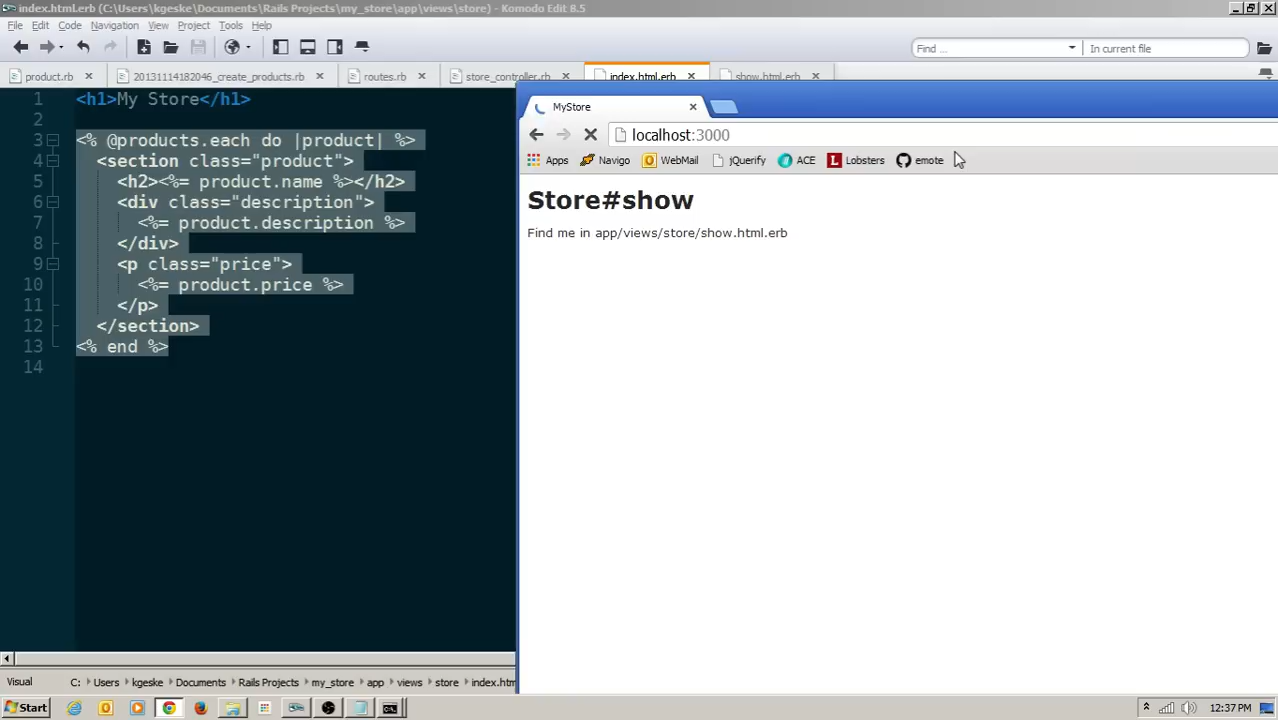 index.html.erb (C:\Users\kgeske\Documents\Rails Projects\my_store\app\views\store) - Komodo Edit 8.5
File Edit Code Navigation View Project Tools Help
Find ...
In current file
product.rb
20131114182046_create_products.rb
routes.rb
store_controller.rb
index.html.erb
show.html.erb
1 <h1>My Store</h1>
2
3 <% @products.each do |product| %>
4 <section class="product">
5 <h2><%= product.name %></h2>
6 <div class="description">
7 <%= product.description %>
8 </div>
9 <p class="price">
10 <%= product.price %>
11 </p>
12 </section>
13 <% end %>
14
MyStore
localhost:3000
Apps Navigo WebMail jQuerify ACE Lobsters emote
Store#show
Find me in app/views/store/show.html.erb
Visual C: Users kgeske Documents Rails Projects my_store app views store index.htm
Start
12:37 PM